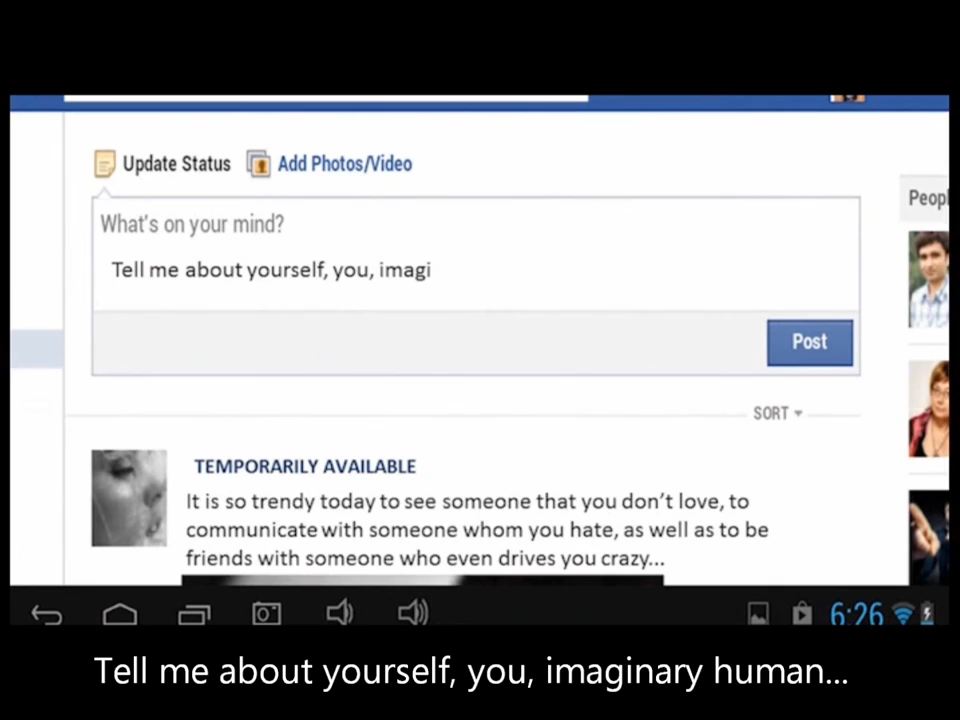 Update Status Add Photos/Video
What's on your mind?
Tell me about yourself, you, imagi
Post
SORT
TEMPORARILY AVAILABLE
It is so trendy today to see someone that you don't love, to
communicate with someone whom you hate, as well as to be
friends with someone who even drives you crazy...
6:26
Tell me about yourself, you, imaginary human...